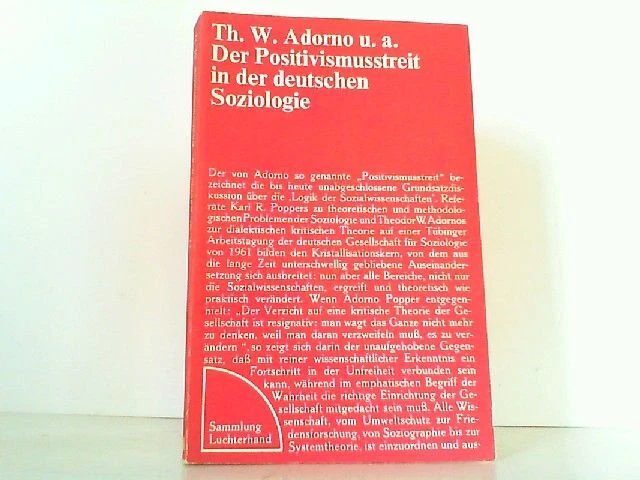 Th. W. Adorno u. a.
Der Positivismusstreit
in der deutschen
Soziologie
Der von Adorno so genannte „Positivismusstreit" be-
zeichnet die bis heute unabgeschlossene Grundsatzdis-
kussion über die ‚Logik der Sozialwissenschaften'. Refe-
rate Karl R. Poppers zu theoretischen und methodolo-
gischen Problemen der Soziologie und Theodor W. Adornos
zur dialektischen kritischen Theorie auf einer Tübinger
Arbeitstagung der deutschen Gesellschaft für Soziologie
von 1961 bilden den Kristallisationskern, von dem aus
die lange Zeit unterschwellig gebliebene Auseinander-
setzung sich ausbreitet: nun aber alle Bereiche, nicht nur
die Sozialwissenschaften, ergreift und theoretisch wie
praktisch verändert. Wenn Adorno Popper entgegen-
hielt: „Der Verzicht auf eine kritische Theorie der Ge-
sellschaft ist resignativ: man wagt das Ganze nicht mehr
zu denken, weil man daran verzweifeln muß, es zu ver-
ändern", so zeigt sich darin der unaufgehobene Gegen-
satz, daß mit reiner wissenschaftlicher Erkenntnis ein
Fortschritt in der Unfreiheit verbunden sein
kann, während im emphatischen Begriff der
Wahrheit die richtige Einrichtung der Ge-
sellschaft mitgedacht sein muß. Alle Wis-
senschaft, vom Umweltschutz zur Frie-
densforschung, von Soziographie bis zur
Systemtheorie, ist einzuordnen und aus-
Sammlung
Luchterhand